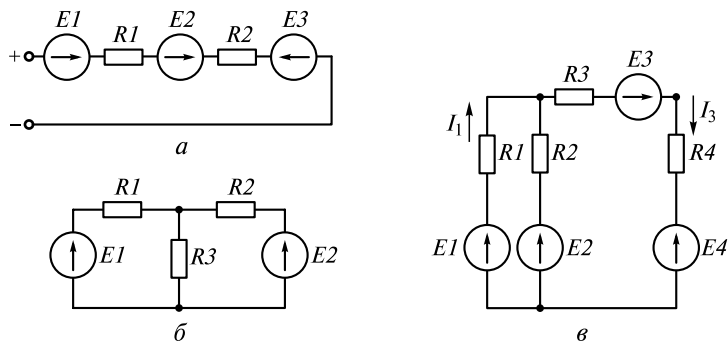 E1 R1 E2 R2 E3
+
−
а
R1 R2
E1 R3 E2
б
E3
R3
I1 R1 R2 I3 R4
E1 E2 E4
в